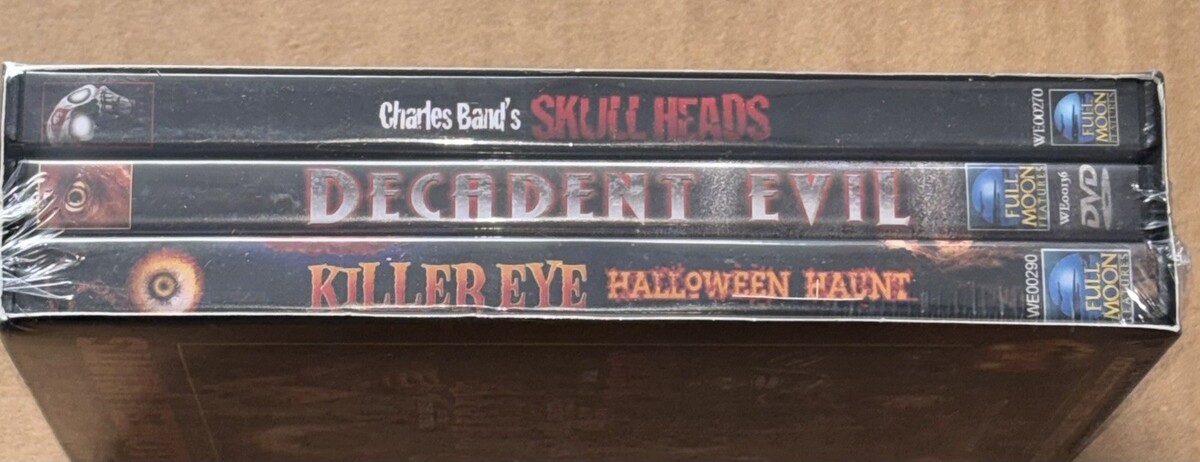 Charles Band's SKULL HEADS WE00270 FULL MOON FEATURES
DECADENT EVIL FULL MOON FEATURES WE00136 DVD
KILLER EYE HALLOWEEN HAUNT WE00290 FULL MOON FEATURES